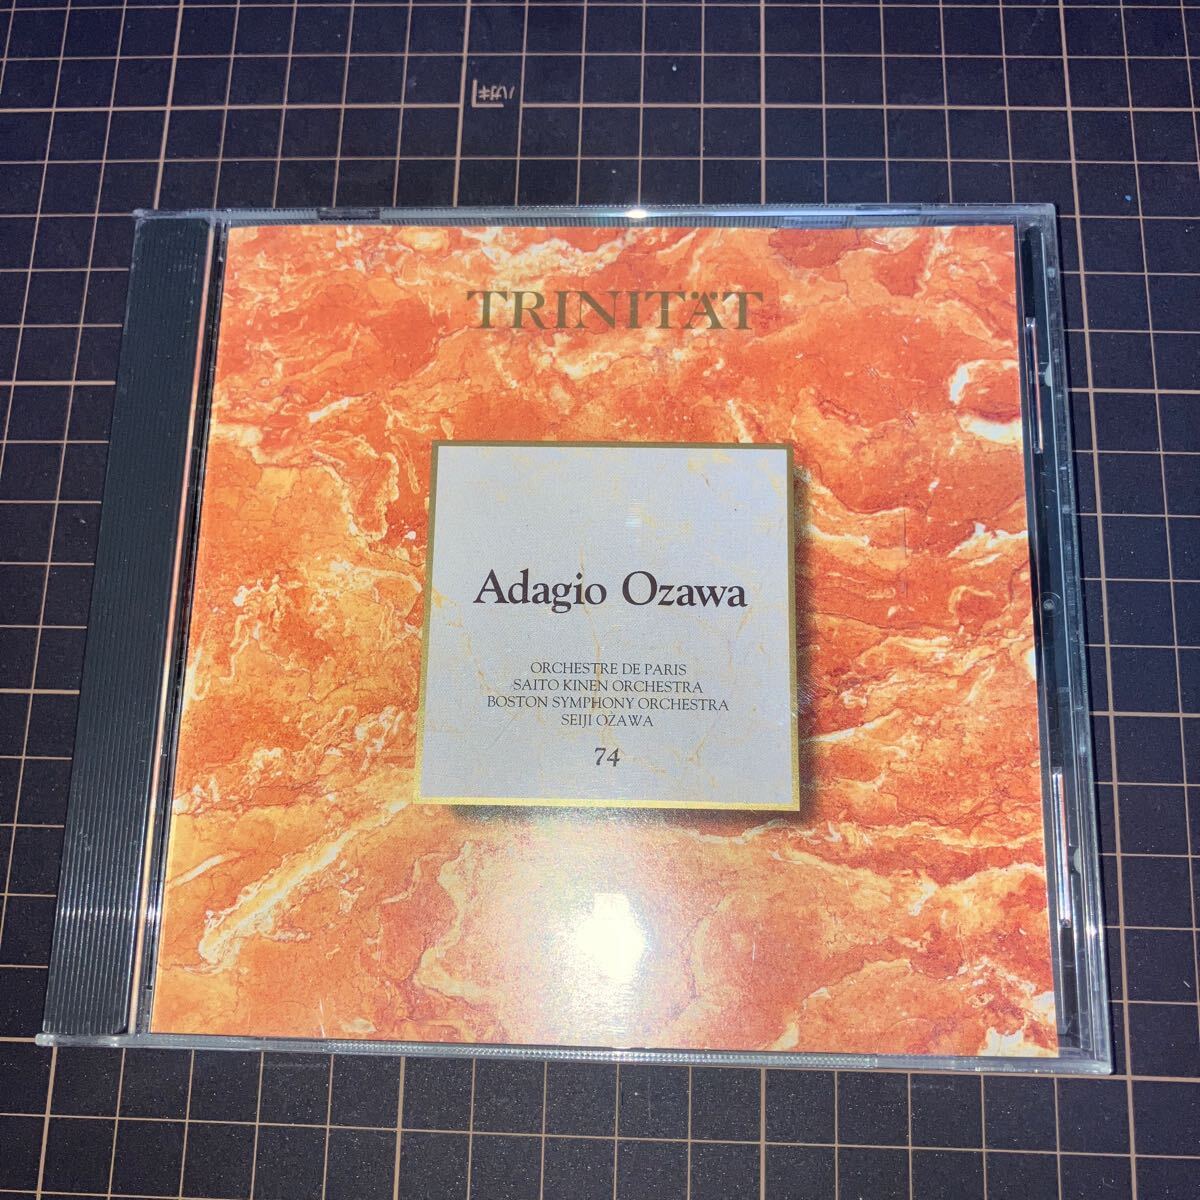 TRINITÄT
Adagio Ozawa
ORCHESTRE DE PARIS
SAITO KINEN ORCHESTRA
BOSTON SYMPHONY ORCHESTRA
SEIJI OZAWA
74